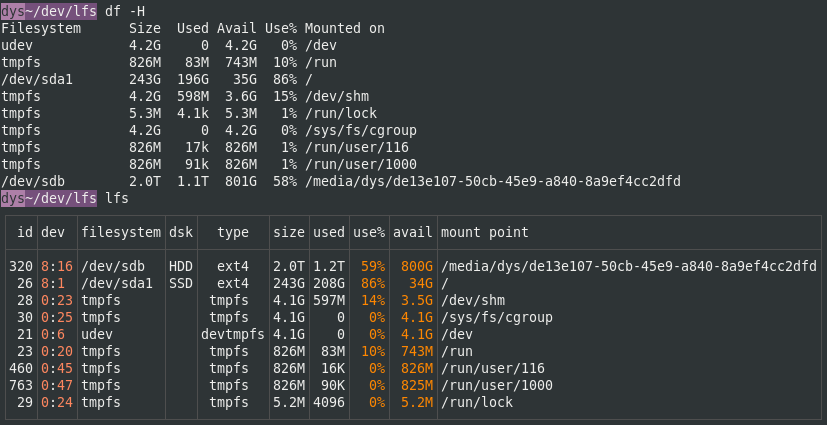 dys~/dev/lfs df -H
Filesystem      Size  Used Avail Use% Mounted on
udev            4.2G     0  4.2G   0% /dev
tmpfs           826M   83M  743M  10% /run
/dev/sda1       243G  196G   35G  86% /
tmpfs           4.2G  598M  3.6G  15% /dev/shm
tmpfs           5.3M  4.1k  5.3M   1% /run/lock
tmpfs           4.2G     0  4.2G   0% /sys/fs/cgroup
tmpfs           826M   17k  826M   1% /run/user/116
tmpfs           826M   91k  826M   1% /run/user/1000
/dev/sdb        2.0T  1.1T  801G  58% /media/dys/de13e107-50cb-45e9-a840-8a9ef4cc2dfd
dys~/dev/lfs lfs
id dev filesystem dsk type size used use% avail mount point
320 8:16 /dev/sdb HDD ext4 2.0T 1.2T 59% 800G /media/dys/de13e107-50cb-45e9-a840-8a9ef4cc2dfd
26 8:1 /dev/sda1 SSD ext4 243G 208G 86% 34G /
28 0:23 tmpfs tmpfs 4.1G 597M 14% 3.5G /dev/shm
30 0:25 tmpfs tmpfs 4.1G 0 0% 4.1G /sys/fs/cgroup
21 0:6 udev devtmpfs 4.1G 0 0% 4.1G /dev
23 0:20 tmpfs tmpfs 826M 83M 10% 743M /run
460 0:45 tmpfs tmpfs 826M 16K 0% 826M /run/user/116
763 0:47 tmpfs tmpfs 826M 90K 0% 825M /run/user/1000
29 0:24 tmpfs tmpfs 5.2M 4096 0% 5.2M /run/lock